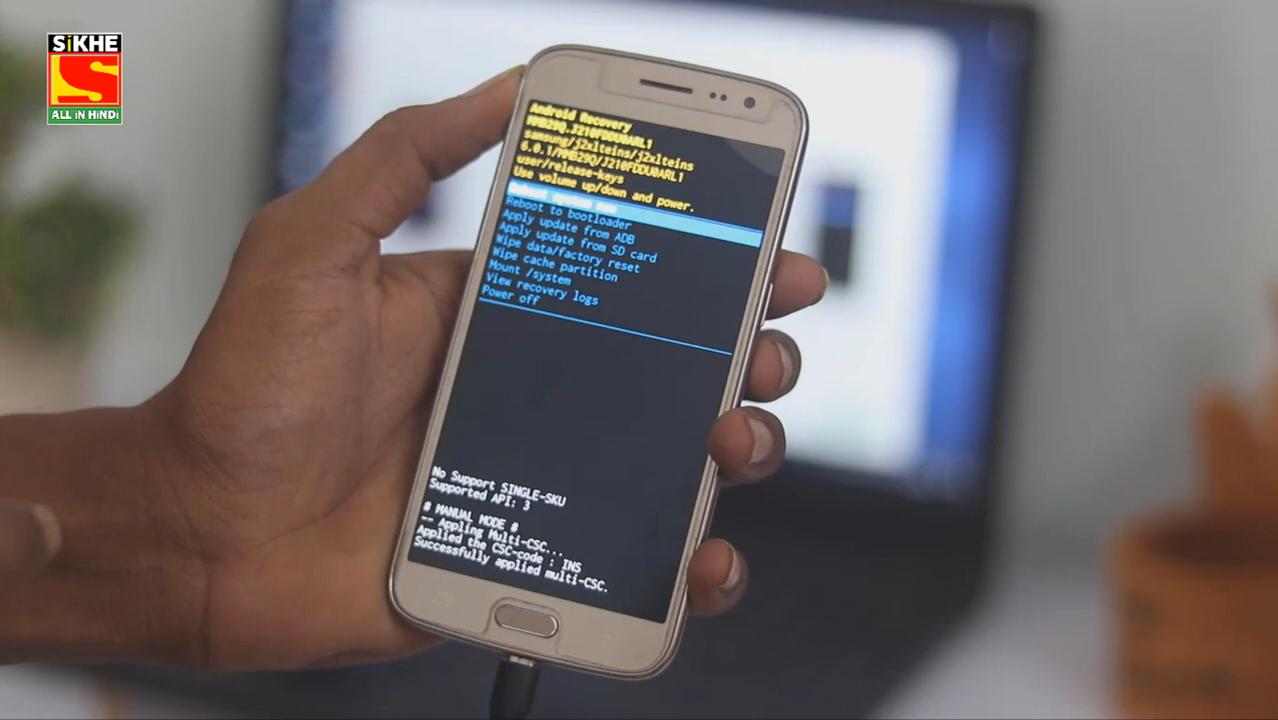 SiKHE
ALL iN HiNDi
Android Recovery
MMB29Q.J210FDDU0ARL1
samsung/j2xlteins/j2xlteins
6.0.1/MMB29Q/J210FDDU0ARL1
user/release-keys
Use volume up/down and power.
Reboot system now
Reboot to bootloader
Apply update from ADB
Apply update from SD card
Wipe data/factory reset
Wipe cache partition
Mount /system
View recovery logs
Power off
No Support SINGLE-SKU
Supported API: 3
# MANUAL MODE #
-- Appling Multi-CSC...
Applied the CSC-code : INS
Successfully applied multi-CSC.